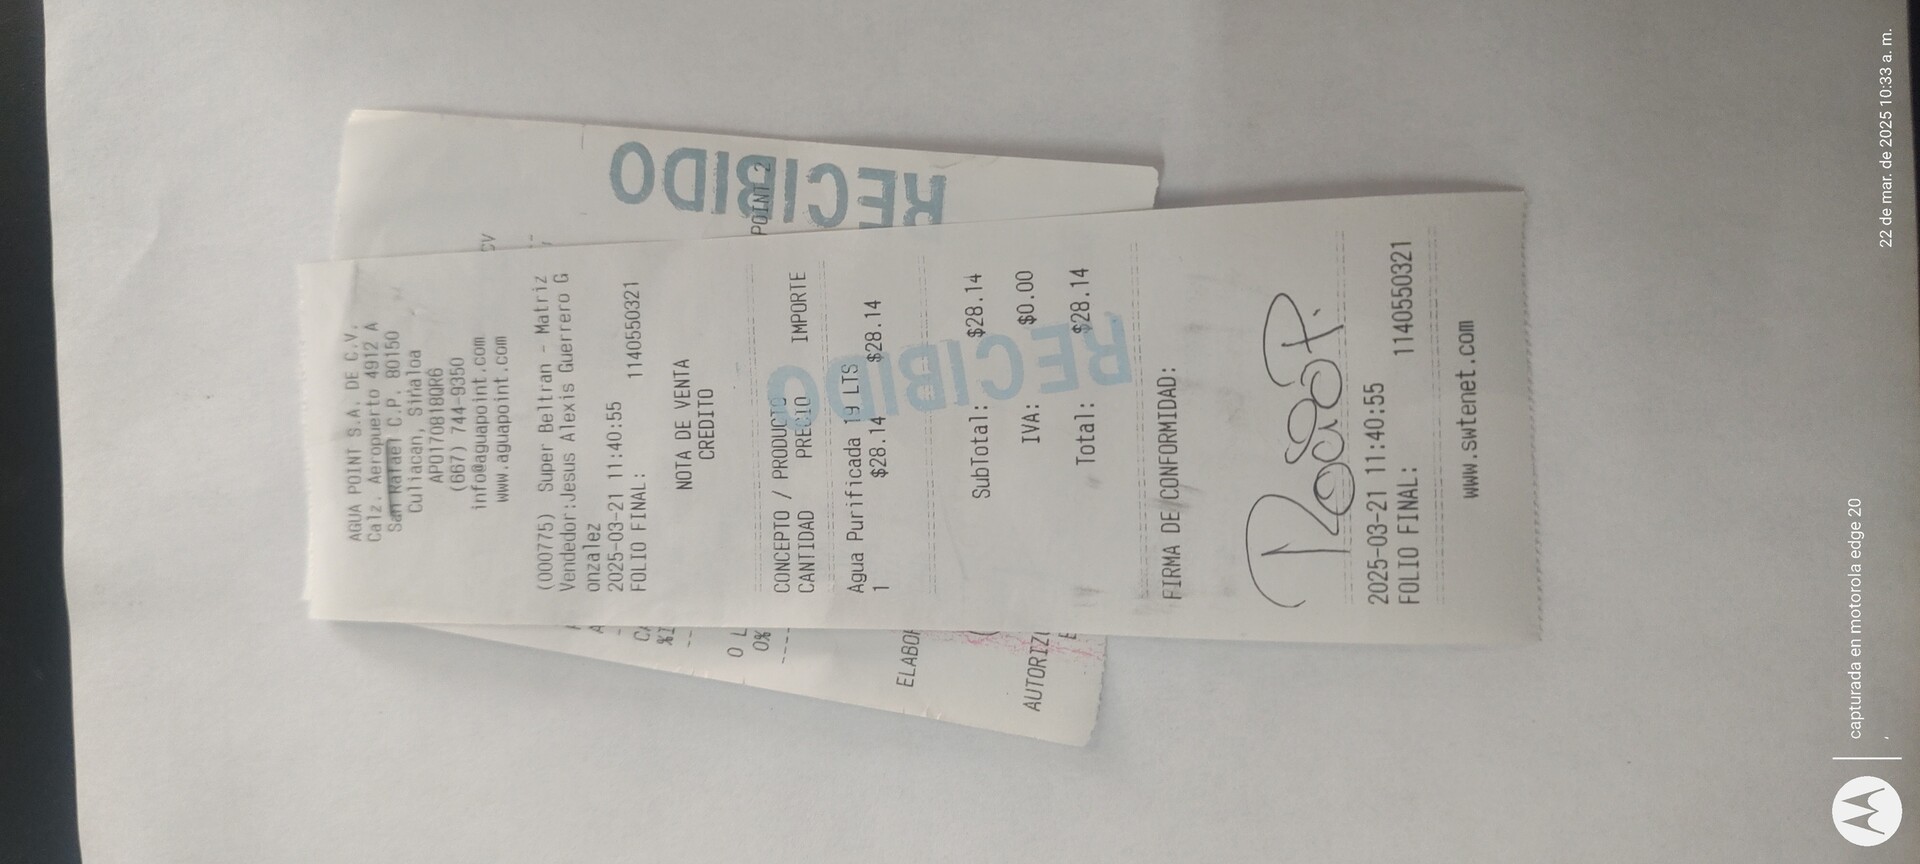 AGUA POINT S.A. DE C.V.
Calz. Aeropuerto 4912 A
San Rafael C.P. 80150
Culiacan, Sinaloa
APO170818QR6
(667) 744-9350
info@aguapoint.com
www.aguapoint.com
(000775) Super Beltran - Matriz
Vendedor:Jesus Alexis Guerrero G
onzalez
2025-03-21 11:40:55
FOLIO FINAL: 1140550321
NOTA DE VENTA
CREDITO
CONCEPTO / PRODUCTO
CANTIDAD PRECIO IMPORTE
Agua Purificada 19 LTS
1 $28.14 $28.14
SubTotal: $28.14
IVA: $0.00
Total: $28.14
RECIBIDO
FIRMA DE CONFORMIDAD:
2025-03-21 11:40:55
FOLIO FINAL: 1140550321
www.swtenet.com
RECIBIDO
CV
POINT 2
CA
%I
0 L
0%
ELABOR
AUTORIZ
capturada en motorola edge 20
22 de mar. de 2025 10:33 a. m.